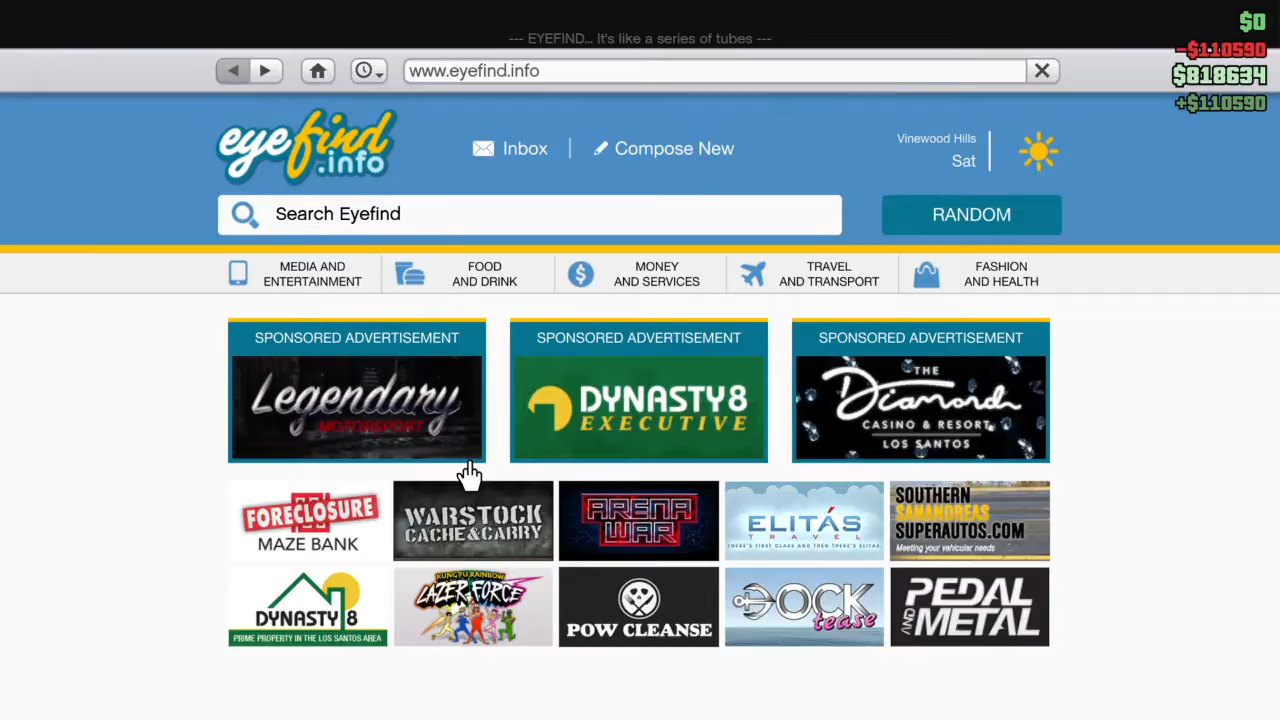 --- EYEFIND... It's like a series of tubes ---
$0
-$110590
$818634
+$110590
www.eyefind.info
eyefind
.info
Inbox
Compose New
Vinewood Hills
Sat
Search Eyefind
RANDOM
MEDIA AND
ENTERTAINMENT
FOOD
AND DRINK
MONEY
AND SERVICES
TRAVEL
AND TRANSPORT
FASHION
AND HEALTH
SPONSORED ADVERTISEMENT
Legendary
MOTORSPORT
SPONSORED ADVERTISEMENT
DYNASTY8
EXECUTIVE
SPONSORED ADVERTISEMENT
THE
Diamond
CASINO & RESORT
LOS SANTOS
FORECLOSURE
MAZE BANK
WARSTOCK
CACHE&CARRY
ARENA
WAR
ELITÁS
TRAVEL
THERE'S FIRST CLASS AND THEN THERE'S ELITAS
SOUTHERN
SANANDREAS
SUPERAUTOS.COM
Meeting your vehicular needs
DYNASTY 8
PRIME PROPERTY IN THE LOS SANTOS AREA
KUNG FU RAINBOW
LAZER FORCE
POW CLEANSE
DOCK
tease
PEDAL
AND METAL